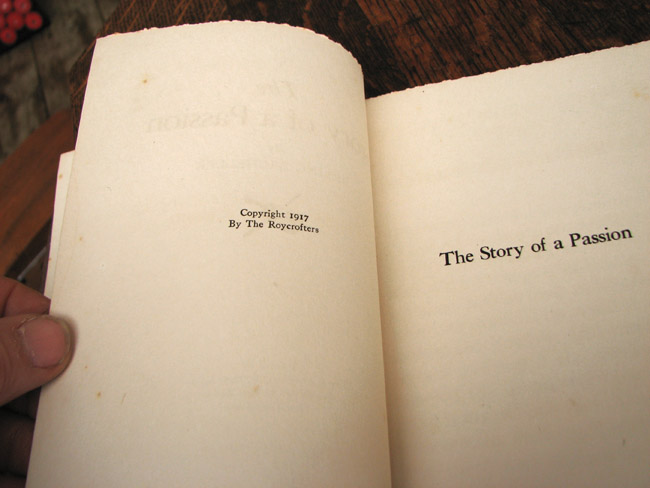 Copyright 1917
By The Roycrofters
The Story of a Passion